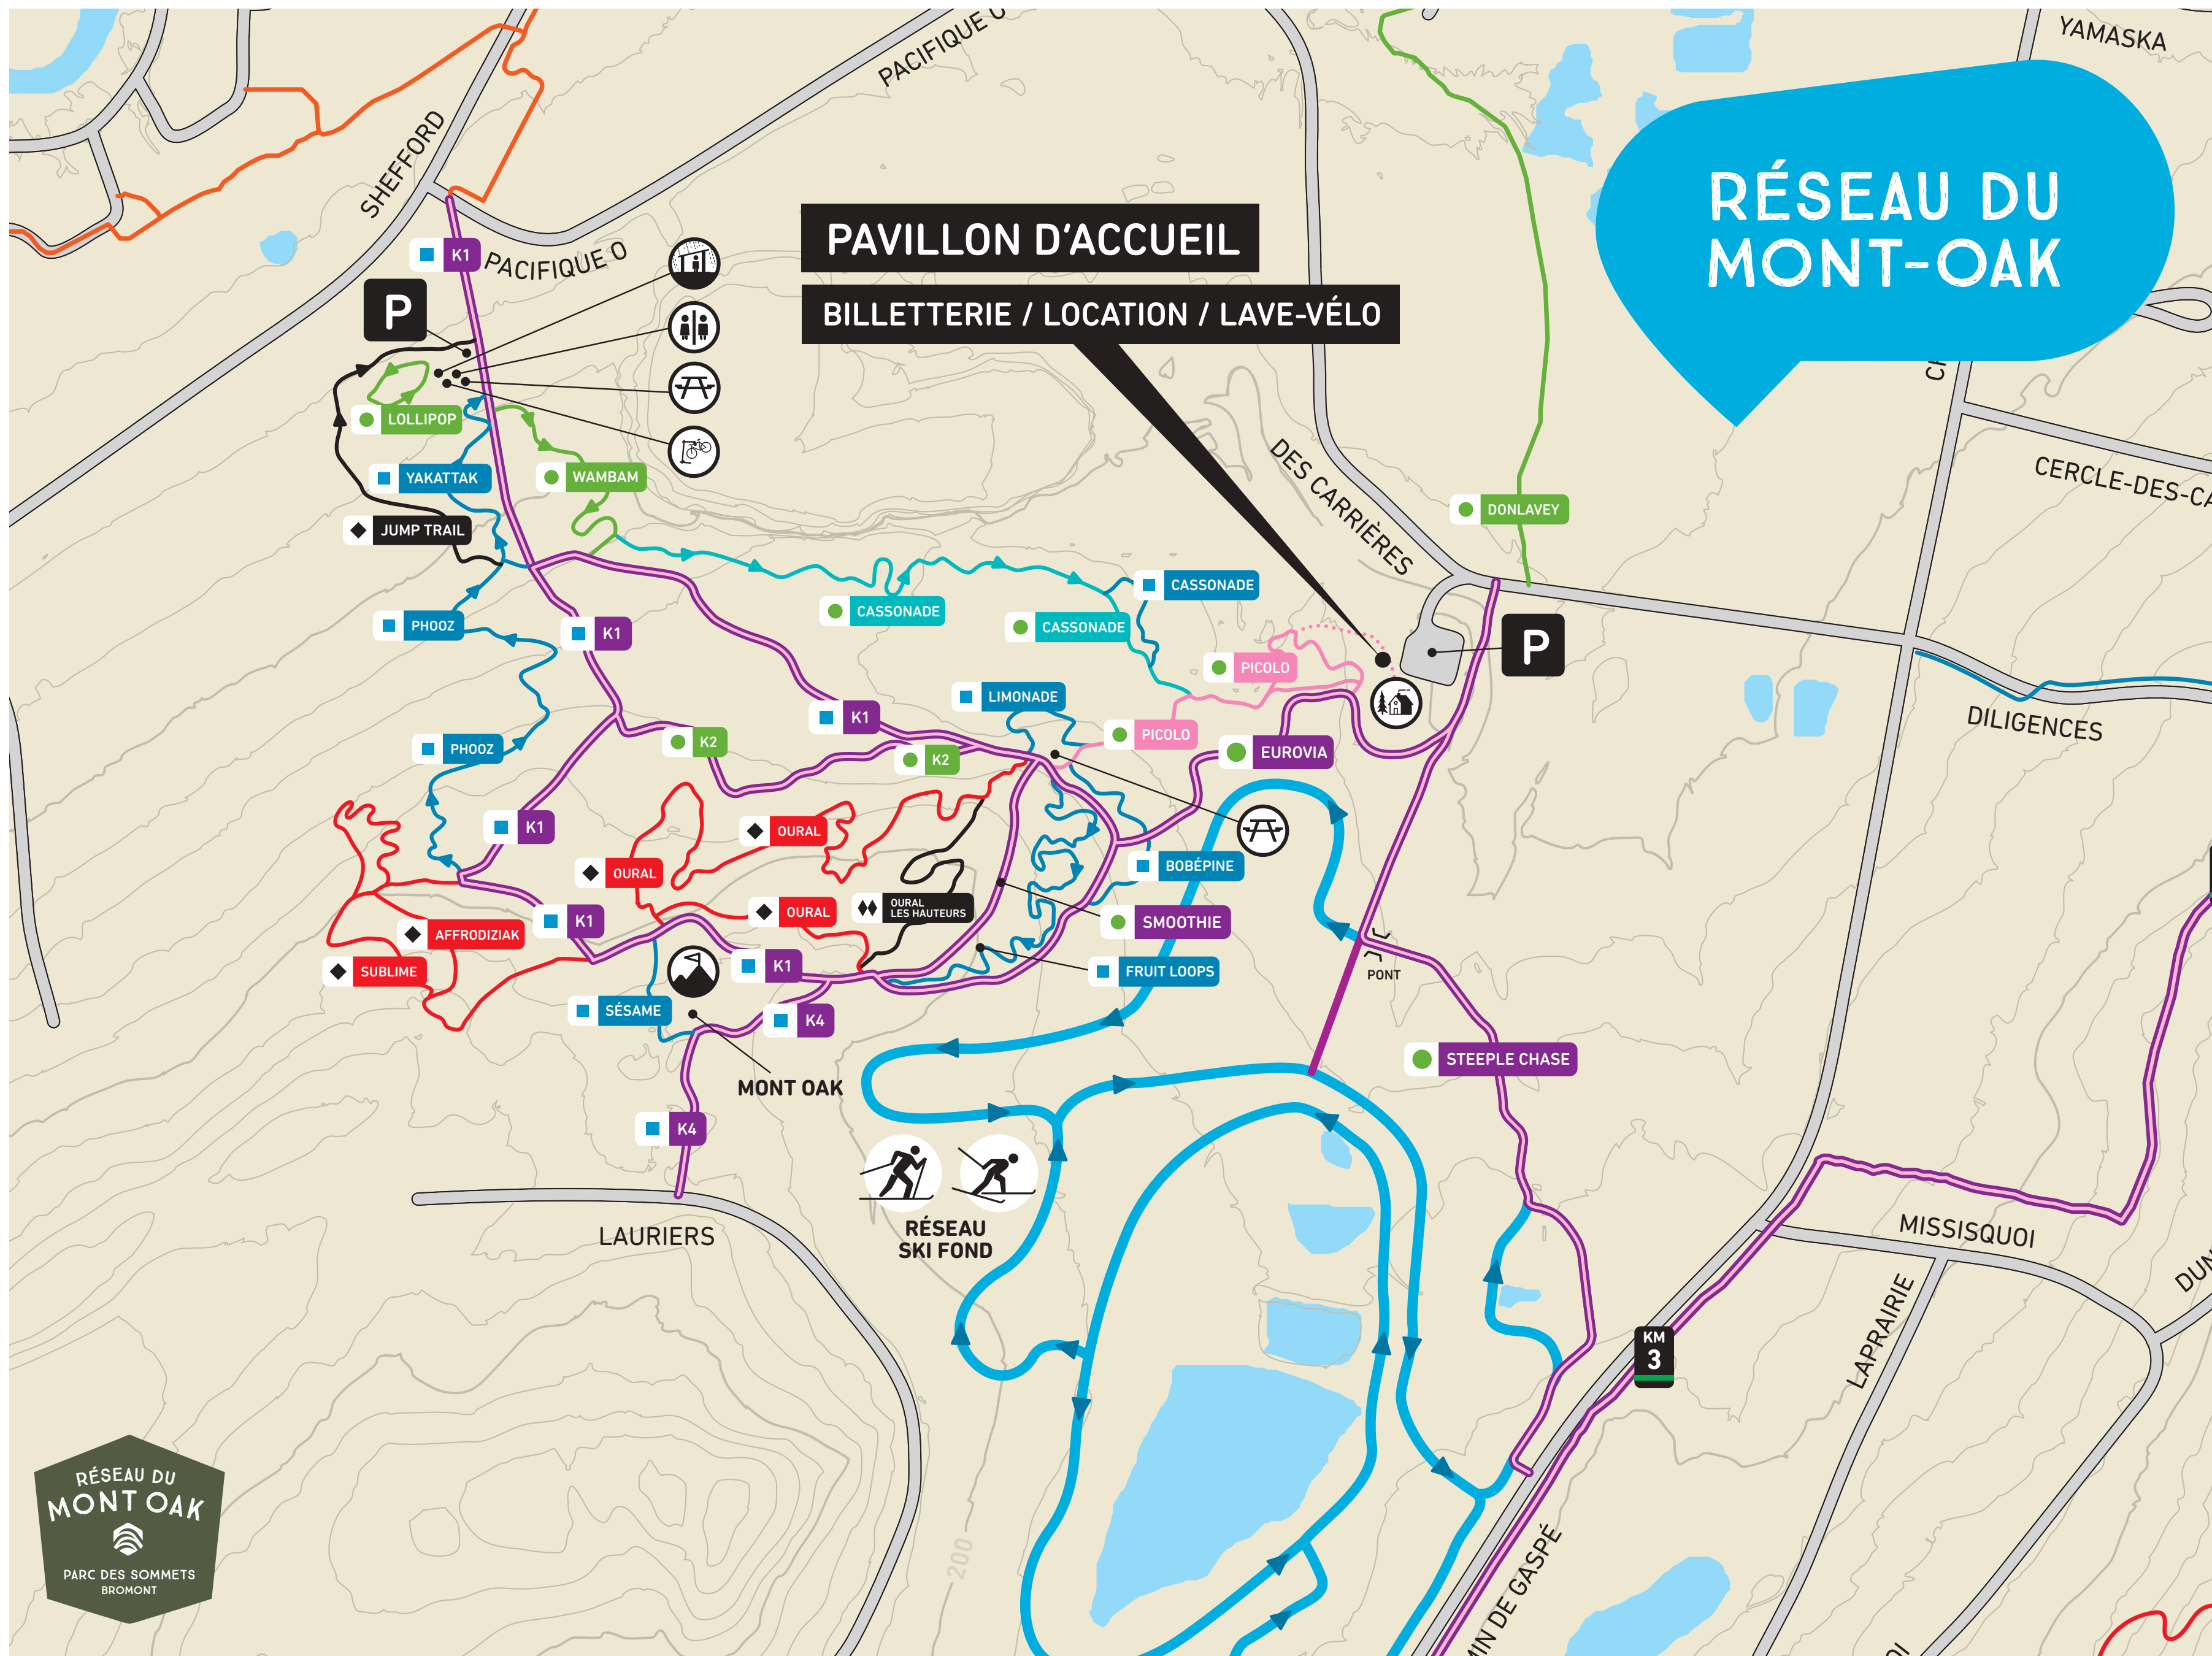 YAMASKA
PACIFIQUE O
RÉSEAU DU
MONT-OAK
SHEFFORD
PAVILLON D'ACCUEIL
BILLETTERIE / LOCATION / LAVE-VÉLO
K1
PACIFIQUE O
P
LOLLIPOP
YAKATTAK
WAMBAM
JUMP TRAIL
DES CARRIÈRES
DONLAVEY
CERCLE-DES-CA
CASSONADE
CASSONADE
CASSONADE
PHOOZ
K1
P
PICOLO
LIMONADE
K1
PICOLO
DILIGENCES
PHOOZ
K2
K2
EUROVIA
K1
OURAL
OURAL
BOBÉPINE
OURAL
OURAL
LES HAUTEURS
K1
SMOOTHIE
AFFRODIZIAK
SUBLIME
K1
FRUIT LOOPS
PONT
SÉSAME
K4
STEEPLE CHASE
MONT OAK
K4
LAURIERS
RÉSEAU
SKI FOND
MISSISQUOI
LAPRAIRIE
KM
3
200
MIN DE GASPÉ
RÉSEAU DU
MONT OAK
PARC DES SOMMETS
BROMONT